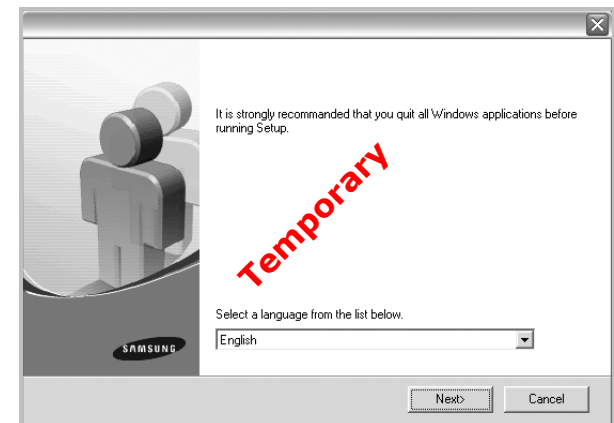 It is strongly recommanded that you quit all Windows applications before
running Setup.
Temporary
Select a language from the list below.
English
SAMSUNG
Next>
Cancel